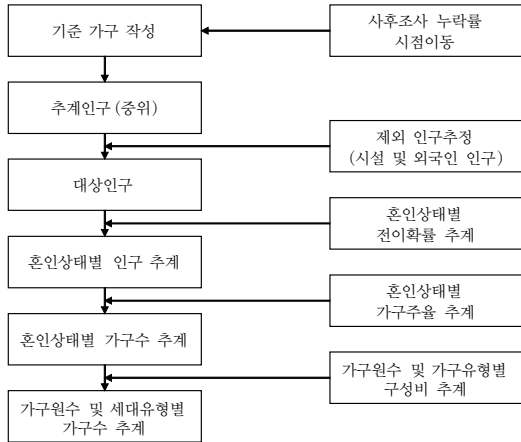 기준 가구 작성
사후조사 누락률
시점이동
추계인구(중위)
제외 인구추정
(시설 및 외국인 인구)
대상인구
혼인상태별
전이확률 추계
혼인상태별 인구 추계
혼인상태별
가구주율 추계
혼인상태별 가구수 추계
가구원수 및 가구유형별
구성비 추계
가구원수 및 세대유형별
가구수 추계